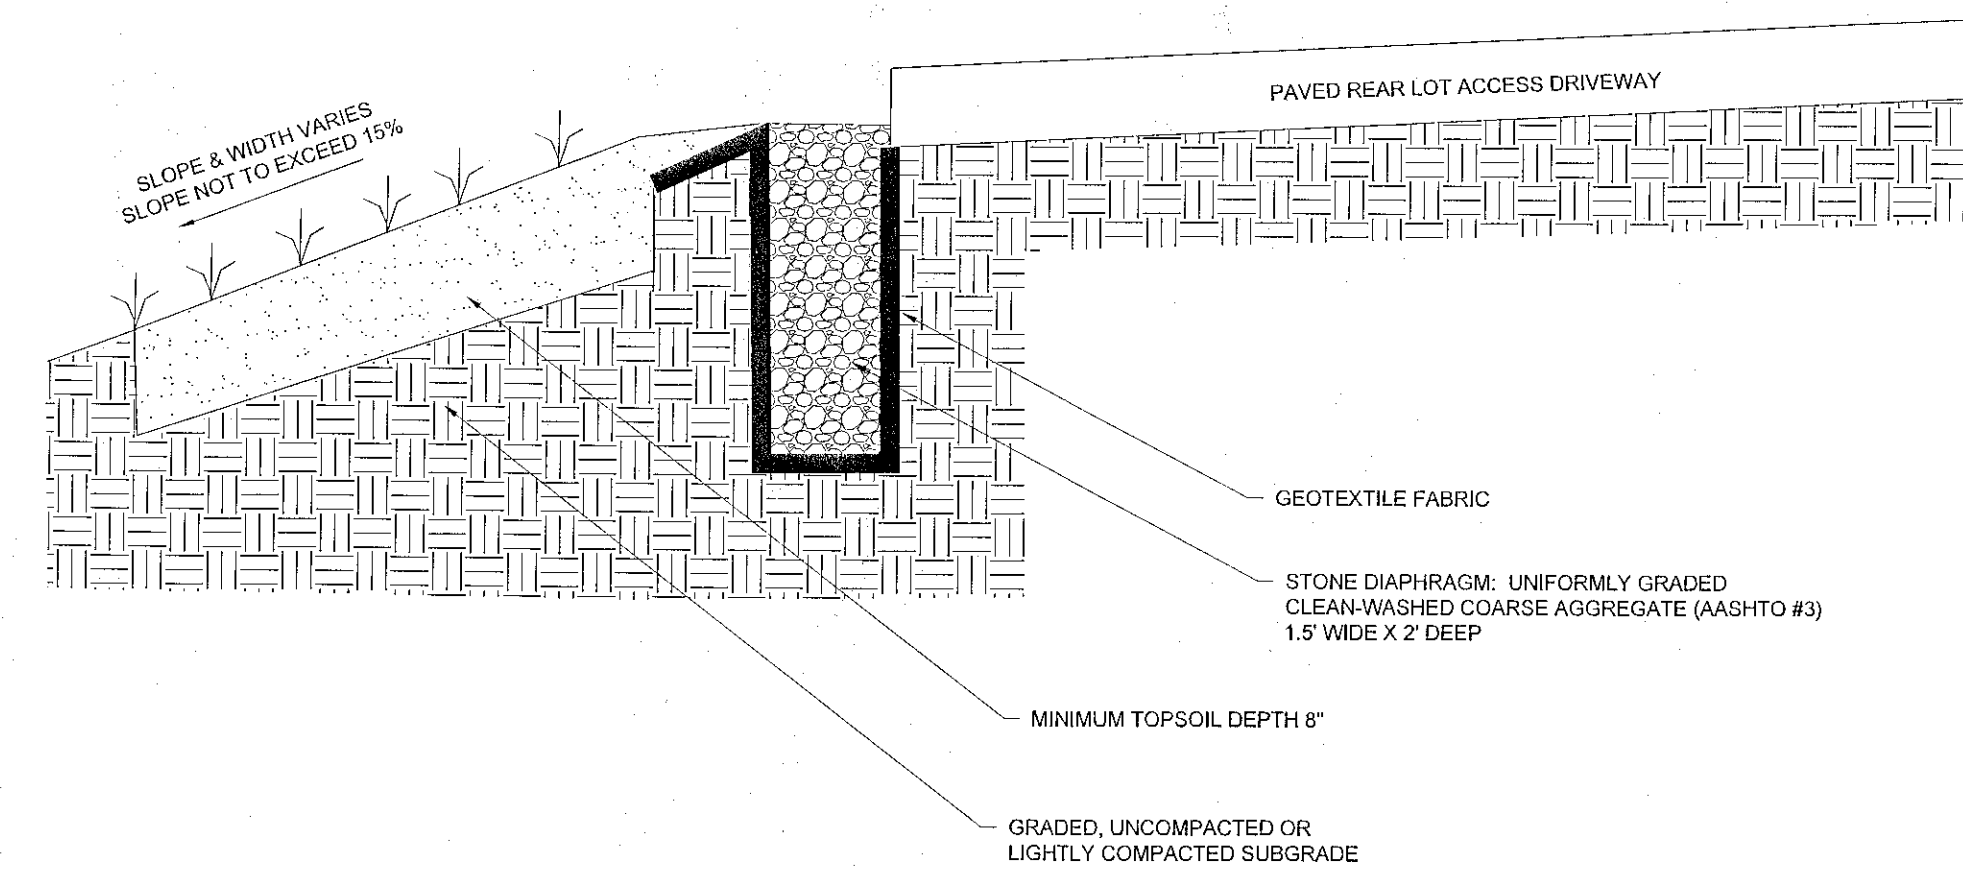 SLOPE & WIDTH VARIES
SLOPE NOT TO EXCEED 15%
PAVED REAR LOT ACCESS DRIVEWAY
GEOTEXTILE FABRIC
STONE DIAPHRAGM: UNIFORMLY GRADED
CLEAN-WASHED COARSE AGGREGATE (AASHTO #3)
1.5' WIDE X 2' DEEP
MINIMUM TOPSOIL DEPTH 8"
GRADED, UNCOMPACTED OR
LIGHTLY COMPACTED SUBGRADE